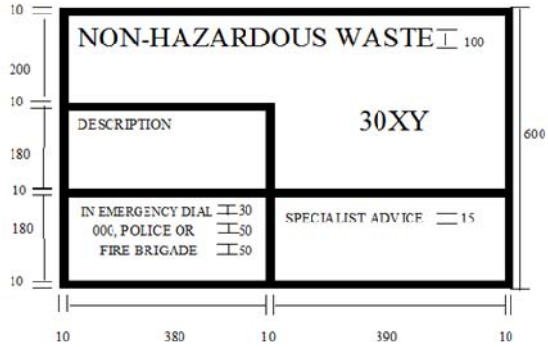 10
NON-HAZARDOUS WASTE 100
200
10
DESCRIPTION
30XY
600
180
10
IN EMERGENCY DIAL 30
000, POLICE OR 50
FIRE BRIGADE 50
SPECIALIST ADVICE 15
180
10
10 380 10 390 10